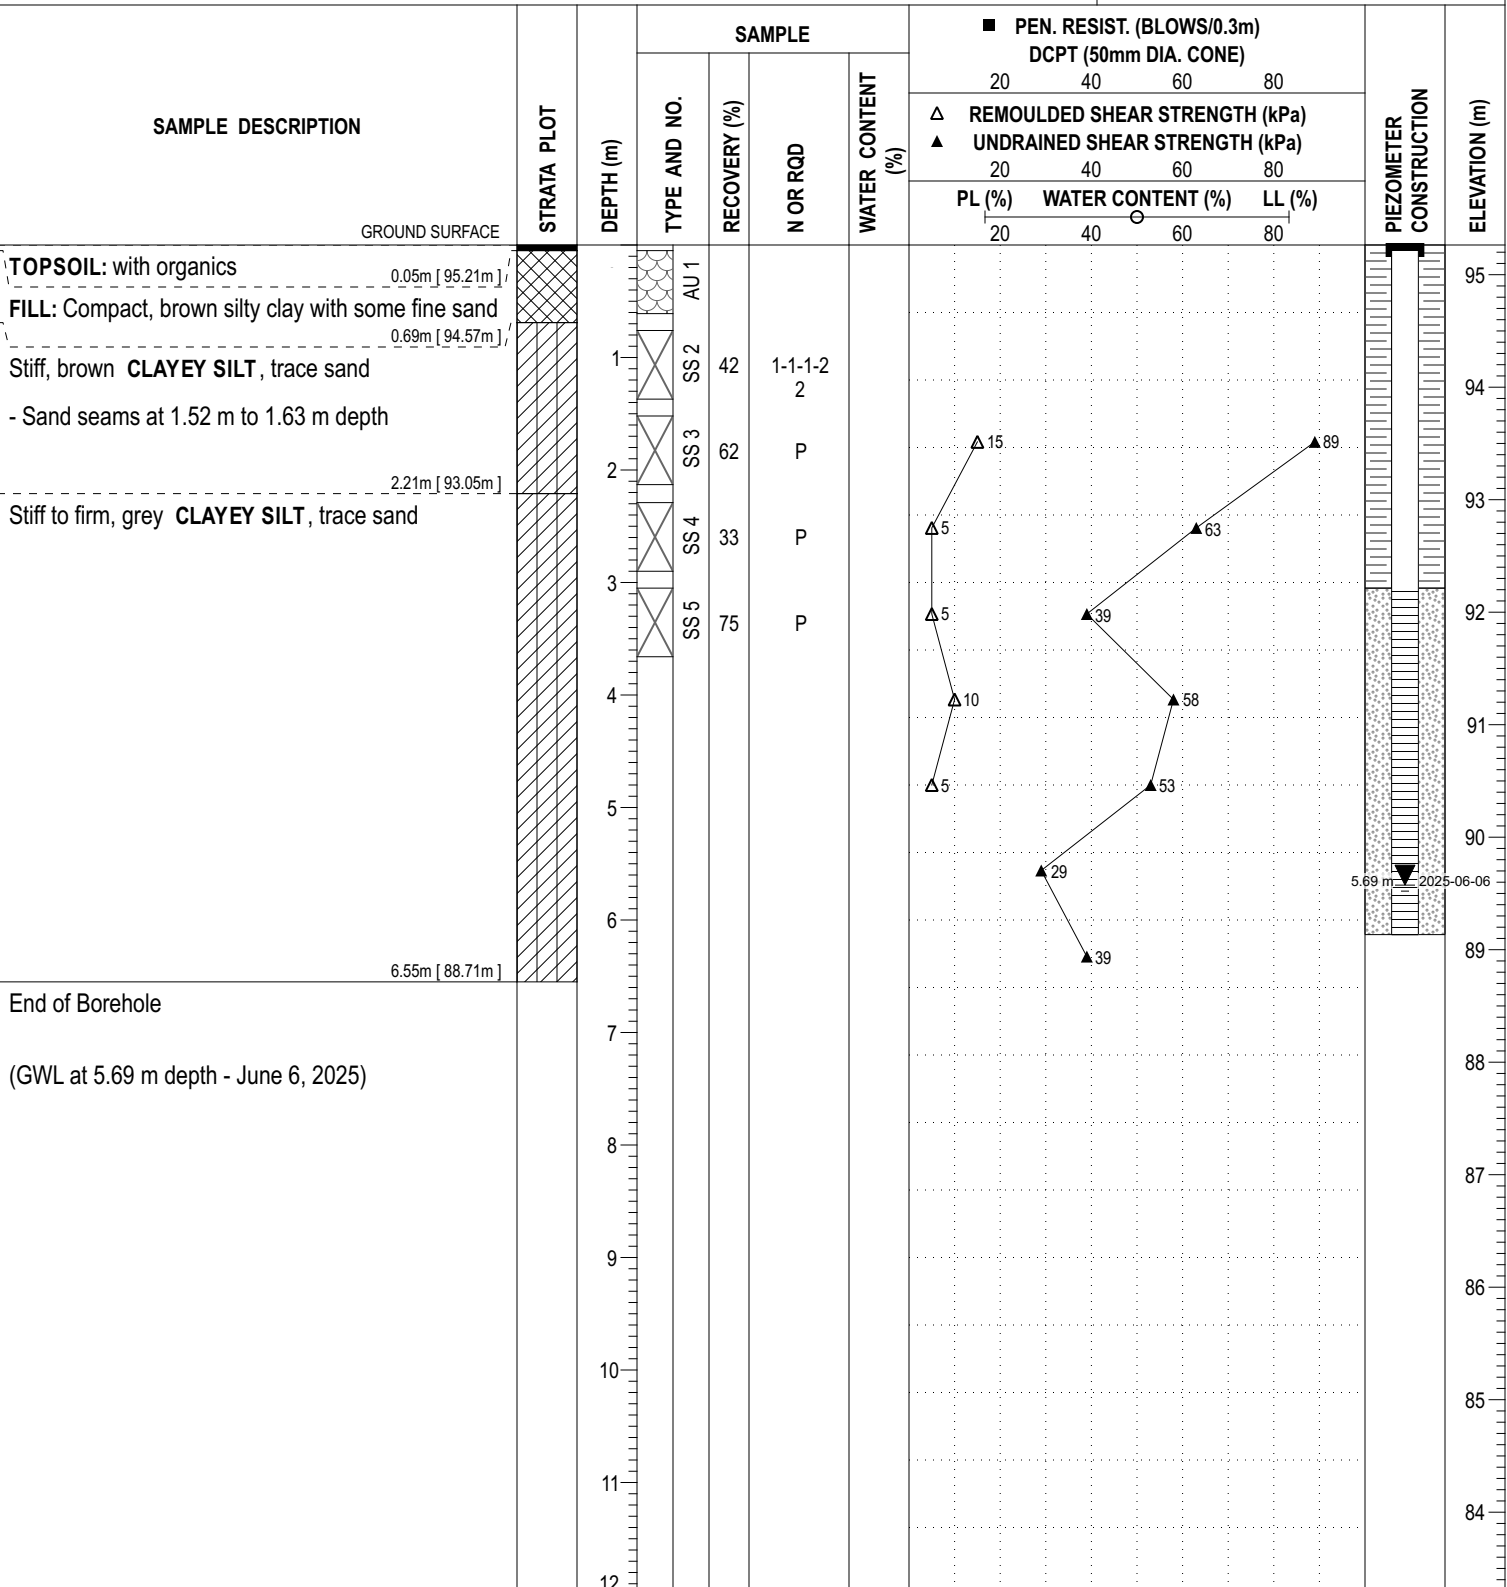 SAMPLE DESCRIPTION
GROUND SURFACE
STRATA PLOT
DEPTH (m)
SAMPLE
TYPE AND NO.
RECOVERY (%)
N OR RQD
WATER CONTENT
(%)
■ PEN. RESIST. (BLOWS/0.3m)
DCPT (50mm DIA. CONE)
20 40 60 80
△ REMOULDED SHEAR STRENGTH (kPa)
▲ UNDRAINED SHEAR STRENGTH (kPa)
20 40 60 80
PL (%) WATER CONTENT (%) LL (%)
20 40 60 80
PIEZOMETER
CONSTRUCTION
ELEVATION (m)
TOPSOIL: with organics
0.05m [ 95.21m ]
FILL: Compact, brown silty clay with some fine sand
0.69m [ 94.57m ]
Stiff, brown CLAYEY SILT, trace sand
- Sand seams at 1.52 m to 1.63 m depth
2.21m [ 93.05m ]
Stiff to firm, grey CLAYEY SILT, trace sand
6.55m [ 88.71m ]
End of Borehole
(GWL at 5.69 m depth - June 6, 2025)
1
2
3
4
5
6
7
8
9
10
11
12
AU 1
SS 2 42 1-1-1-2
2
SS 3 62 P
SS 4 33 P
SS 5 75 P
15 89
5 63
5 39
10 58
5 53
29
39
5.69 m 2025-06-06
95
94
93
92
91
90
89
88
87
86
85
84